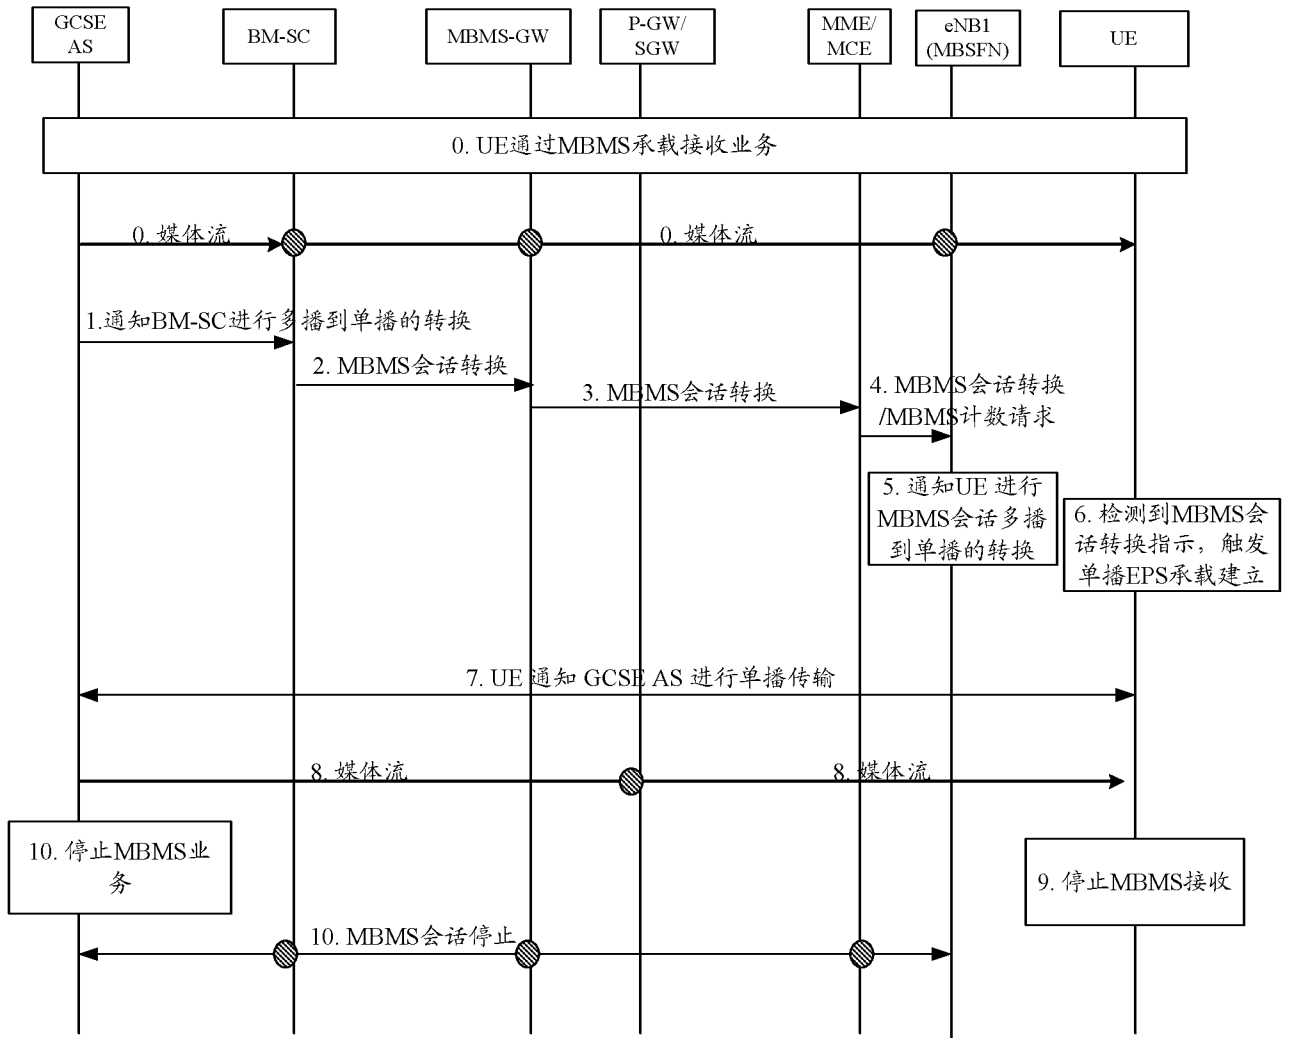 GCSE
AS
BM-SC
MBMS-GW
P-GW/
SGW
MME/
MCE
eNB1
(MBSFN)
UE
0. UE通过MBMS承载接收业务
0. 媒体流
0. 媒体流
1.通知BM-SC进行多播到单播的转换
2. MBMS会话转换
3. MBMS会话转换
4. MBMS会话转换
/MBMS计数请求
5. 通知UE 进行
MBMS会话多播
到单播的转换
6. 检测到MBMS会
话转换指示，触发
单播EPS承载建立
7. UE 通知 GCSE AS 进行单播传输
8. 媒体流
8. 媒体流
10. 停止MBMS业
务
9. 停止MBMS接收
10. MBMS会话停止